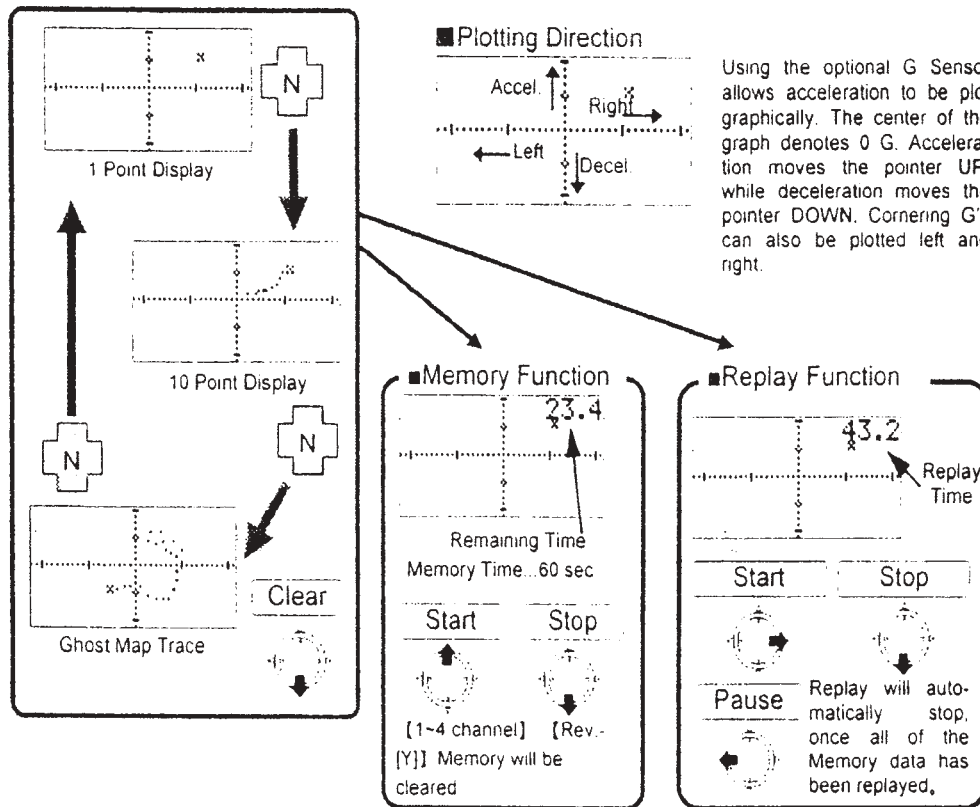 N
1 Point Display
10 Point Display
N
N
Clear
Ghost Map Trace
■Plotting Direction
Accel.
Right
Left
Decel.
Using the optional G Senso
allows acceleration to be plo
graphically. The center of th
graph denotes 0 G. Accelera
tion moves the pointer UP
while deceleration moves th
pointer DOWN. Cornering G'
can also be plotted left an
right.
■Memory Function
23.4
Remaining Time
Memory Time...60 sec
Start Stop
【1~4 channel】 【Rev.-
[Y]】 Memory will be
cleared
■Replay Function
43.2
Replay
Time
Start Stop
Pause
Replay will auto-
matically stop,
once all of the
Memory data has
been replayed.